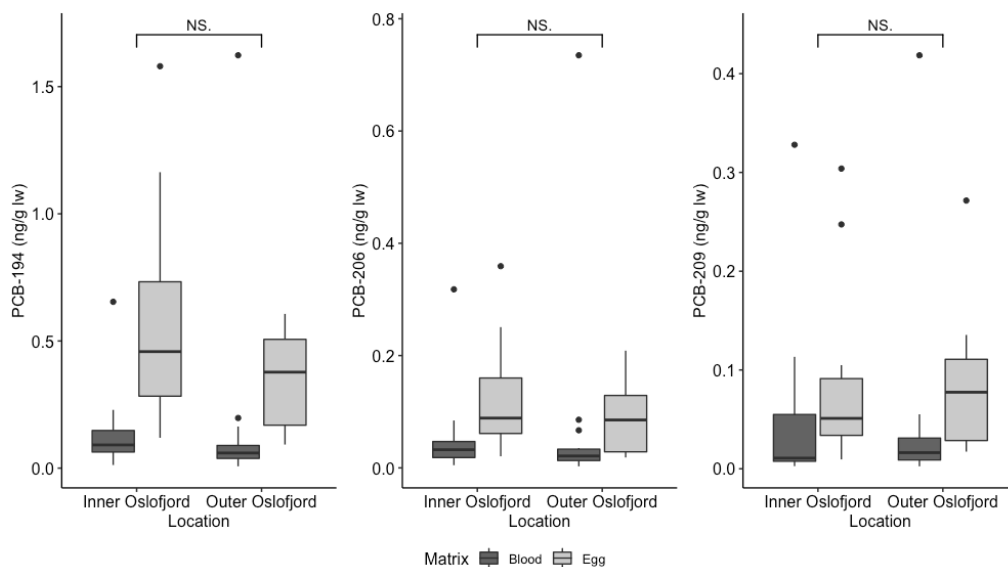 NS.
PCB-194 (ng/g lw)
1.5
1.0
0.5
0.0
Inner Oslofjord Outer Oslofjord
Location
NS.
PCB-206 (ng/g lw)
0.8
0.6
0.4
0.2
0.0
Inner Oslofjord Outer Oslofjord
Location
NS.
PCB-209 (ng/g lw)
0.4
0.3
0.2
0.1
0.0
Inner Oslofjord Outer Oslofjord
Location
Matrix Blood Egg